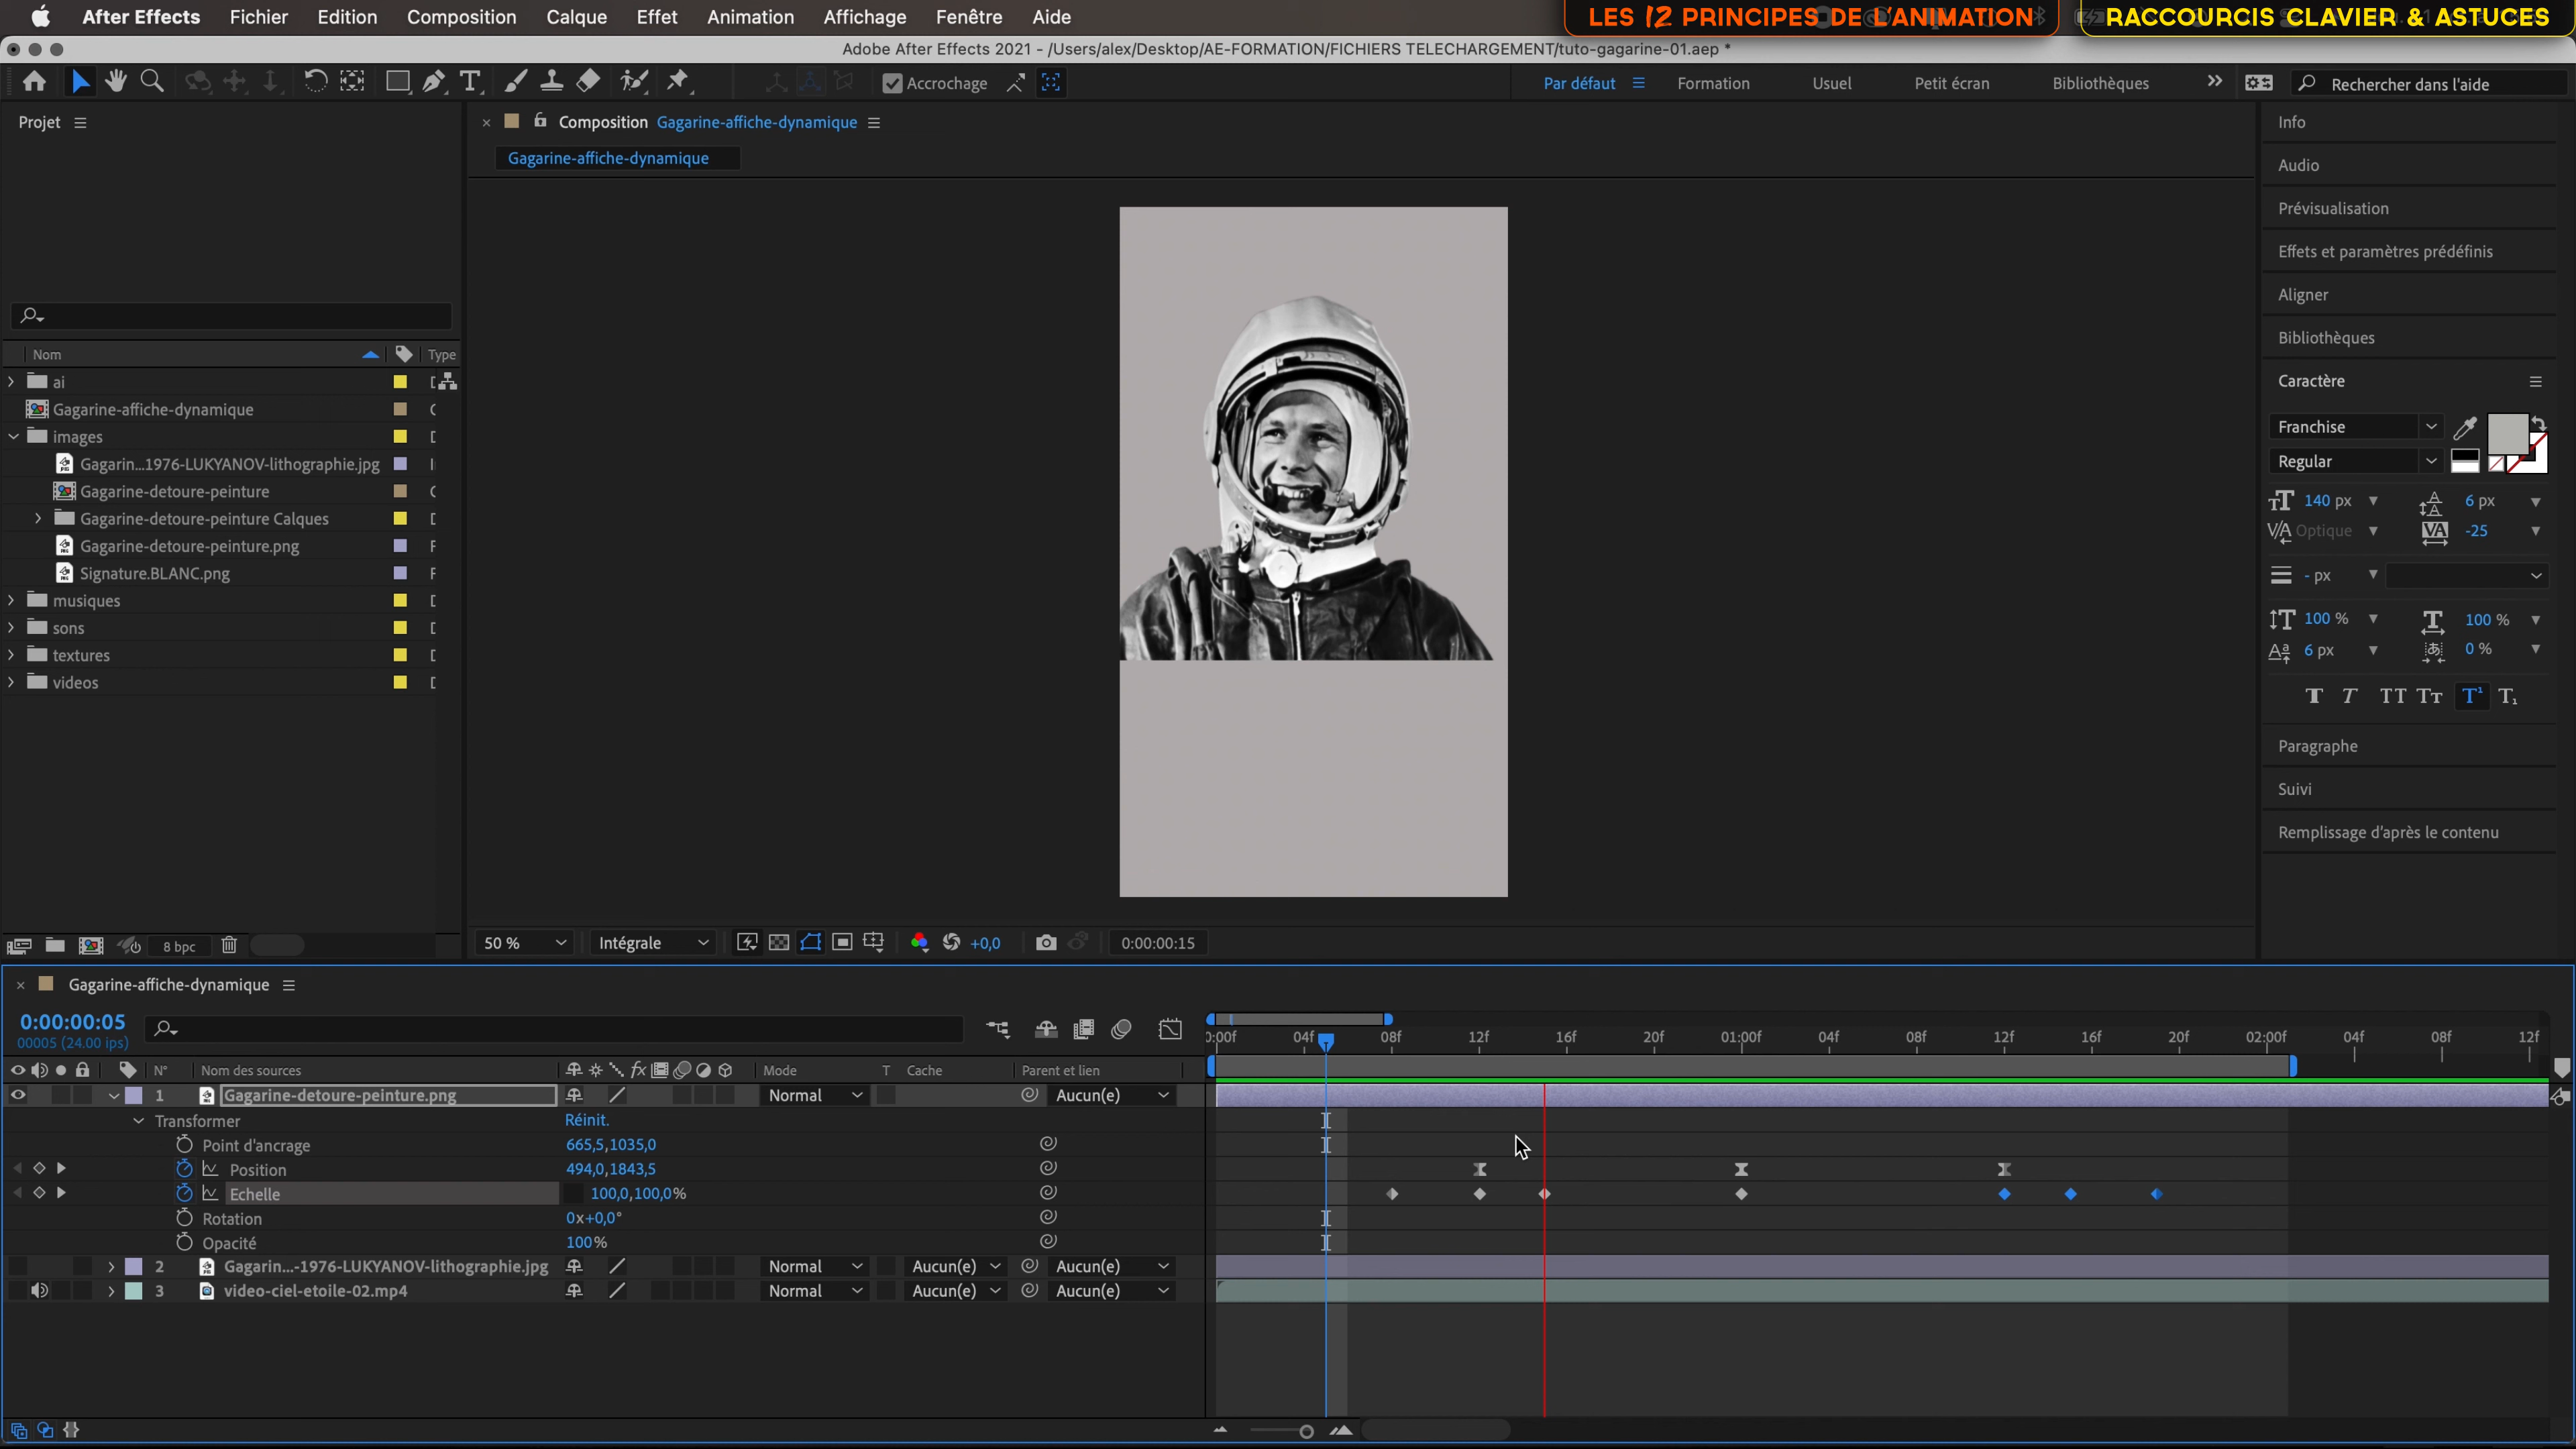 After Effects Fichier Edition Composition Calque Effet Animation Affichage Fenêtre Aide
LES 12 PRINCIPES DE L'ANIMATION
RACCOURCIS CLAVIER & ASTUCES
Adobe After Effects 2021 - /Users/alex/Desktop/AE-FORMATION/FICHIERS TELECHARGEMENT/tuto-gagarine-01.aep *
Accrochage Par défaut Formation Usuel Petit écran Bibliothèques Rechercher dans l'aide
Projet
Composition Gagarine-affiche-dynamique
Gagarine-affiche-dynamique
Nom Type
ai
Gagarine-affiche-dynamique
images
Gagarin...1976-LUKYANOV-lithographie.jpg
Gagarine-detoure-peinture
Gagarine-detoure-peinture Calques
Gagarine-detoure-peinture.png
Signature.BLANC.png
musiques
sons
textures
videos
8 bpc
50 % Intégrale +0,0 0:00:00:15
Info
Audio
Prévisualisation
Effets et paramètres prédéfinis
Aligner
Bibliothèques
Caractère
Franchise
Regular
140 px 6 px
Optique -25
- px
100 % 100 %
6 px 0 %
Paragraphe
Suivi
Remplissage d'après le contenu
Gagarine-affiche-dynamique
0:00:00:05
00005 (24.00 ips)
0:00f 04f 08f 12f 16f 20f 01:00f 04f 08f 12f 16f 20f 02:00f 04f 08f 12f
N° Nom des sources Mode T Cache Parent et lien
1 Gagarine-detoure-peinture.png Normal Aucun(e)
Transformer Réinit.
Point d'ancrage 665,5,1035,0
Position 494,0,1843,5
Echelle 100,0,100,0%
Rotation 0x+0,0°
Opacité 100%
2 Gagarin...-1976-LUKYANOV-lithographie.jpg Normal Aucun(e) Aucun(e)
3 video-ciel-etoile-02.mp4 Normal Aucun(e) Aucun(e)